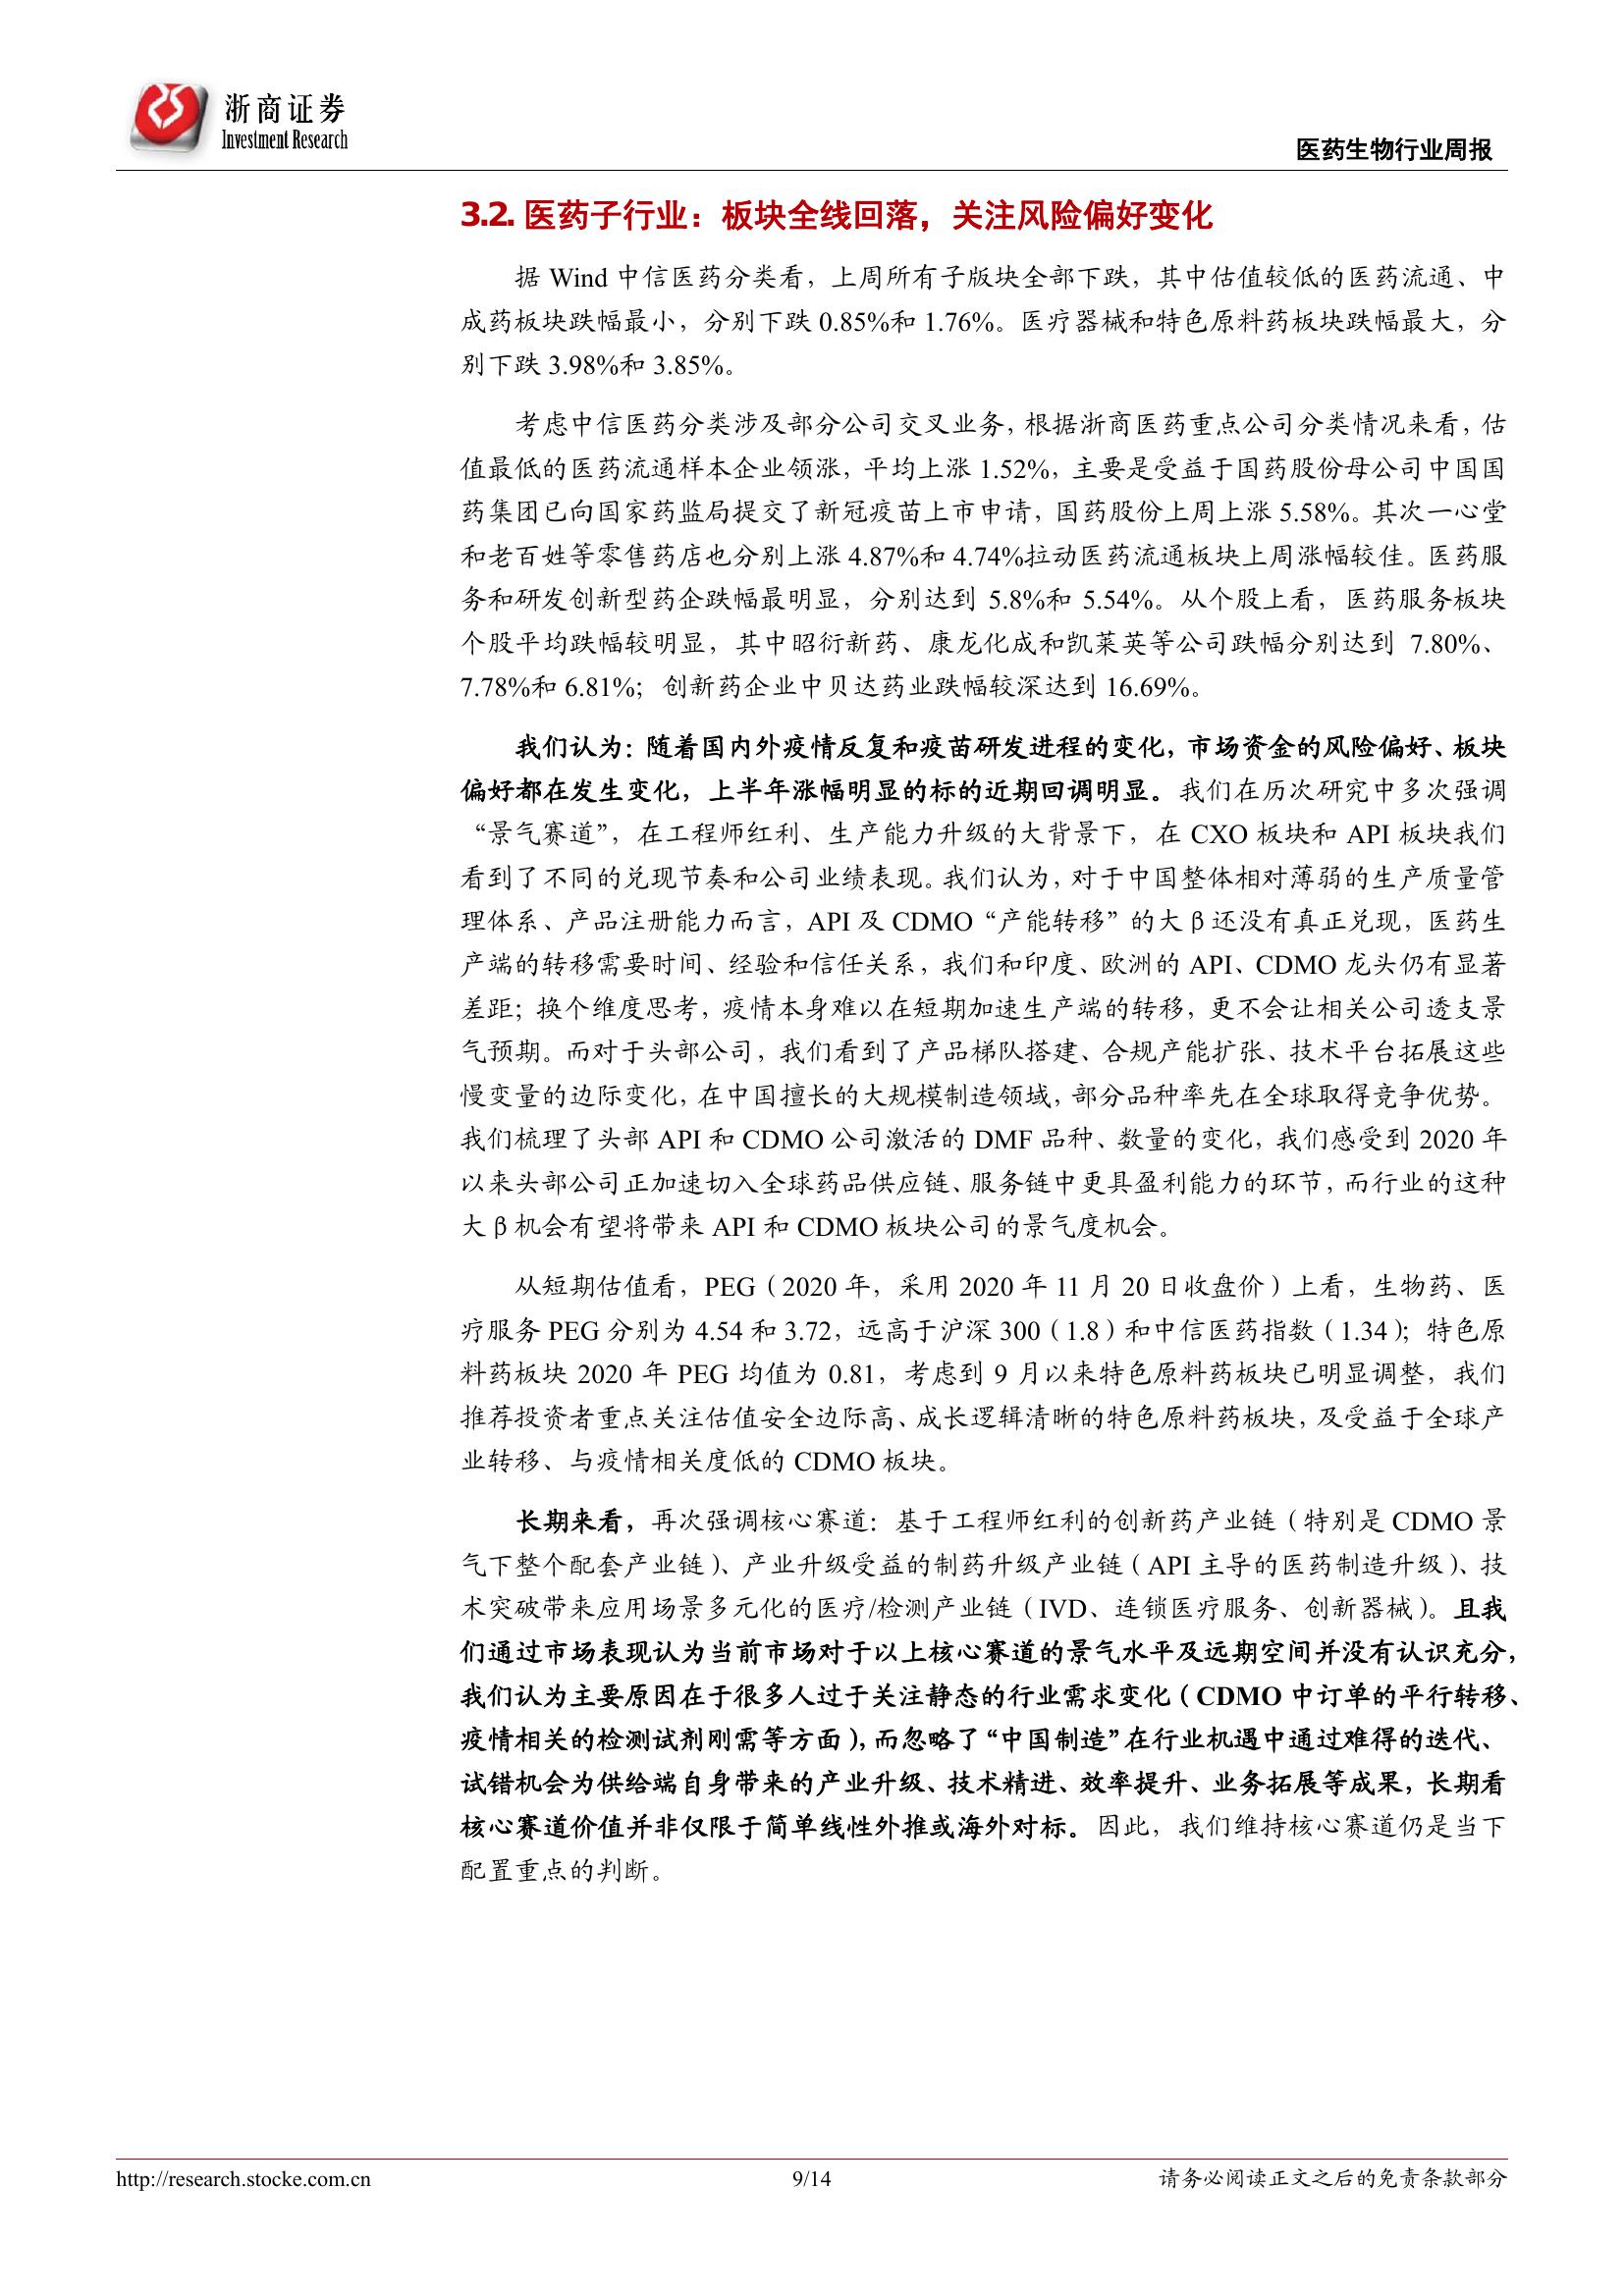 浙商证券
Investment Research
医药生物行业周报
3.2. 医药子行业：板块全线回落，关注风险偏好变化
据 Wind 中信医药分类看，上周所有子版块全部下跌，其中估值较低的医药流通、中
成药板块跌幅最小，分别下跌 0.85%和 1.76%。医疗器械和特色原料药板块跌幅最大，分
别下跌 3.98%和 3.85%。
考虑中信医药分类涉及部分公司交叉业务，根据浙商医药重点公司分类情况来看，估
值最低的医药流通样本企业领涨，平均上涨 1.52%，主要是受益于国药股份母公司中国国
药集团已向国家药监局提交了新冠疫苗上市申请，国药股份上周上涨 5.58%。其次一心堂
和老百姓等零售药店也分别上涨 4.87%和 4.74%拉动医药流通板块上周涨幅较佳。医药服
务和研发创新型药企跌幅最明显，分别达到 5.8%和 5.54%。从个股上看，医药服务板块
个股平均跌幅较明显，其中昭衍新药、康龙化成和凯莱英等公司跌幅分别达到 7.80%、
7.78%和 6.81%；创新药企业中贝达药业跌幅较深达到 16.69%。
我们认为：随着国内外疫情反复和疫苗研发进程的变化，市场资金的风险偏好、板块
偏好都在发生变化，上半年涨幅明显的标的近期回调明显。我们在历次研究中多次强调
“景气赛道”，在工程师红利、生产能力升级的大背景下，在 CXO 板块和 API 板块我们
看到了不同的兑现节奏和公司业绩表现。我们认为，对于中国整体相对薄弱的生产质量管
理体系、产品注册能力而言，API 及 CDMO“产能转移”的大β还没有真正兑现，医药生
产端的转移需要时间、经验和信任关系，我们和印度、欧洲的 API、CDMO 龙头仍有显著
差距；换个维度思考，疫情本身难以在短期加速生产端的转移，更不会让相关公司透支景
气预期。而对于头部公司，我们看到了产品梯队搭建、合规产能扩张、技术平台拓展这些
慢变量的边际变化，在中国擅长的大规模制造领域，部分品种率先在全球取得竞争优势。
我们梳理了头部 API 和 CDMO 公司激活的 DMF 品种、数量的变化，我们感受到 2020 年
以来头部公司正加速切入全球药品供应链、服务链中更具盈利能力的环节，而行业的这种
大β机会有望将带来 API 和 CDMO 板块公司的景气度机会。
从短期估值看，PEG（2020 年，采用 2020 年 11 月 20 日收盘价）上看，生物药、医
疗服务 PEG 分别为 4.54 和 3.72，远高于沪深 300（1.8）和中信医药指数（1.34）；特色原
料药板块 2020 年 PEG 均值为 0.81，考虑到 9 月以来特色原料药板块已明显调整，我们
推荐投资者重点关注估值安全边际高、成长逻辑清晰的特色原料药板块，及受益于全球产
业转移、与疫情相关度低的 CDMO 板块。
长期来看，再次强调核心赛道：基于工程师红利的创新药产业链（特别是 CDMO 景
气下整个配套产业链）、产业升级受益的制药升级产业链（API 主导的医药制造升级）、技
术突破带来应用场景多元化的医疗/检测产业链（IVD、连锁医疗服务、创新器械）。且我
们通过市场表现认为当前市场对于以上核心赛道的景气水平及远期空间并没有认识充分，
我们认为主要原因在于很多人过于关注静态的行业需求变化（CDMO 中订单的平行转移、
疫情相关的检测试剂刚需等方面），而忽略了“中国制造”在行业机遇中通过难得的迭代、
试错机会为供给端自身带来的产业升级、技术精进、效率提升、业务拓展等成果，长期看
核心赛道价值并非仅限于简单线性外推或海外对标。因此，我们维持核心赛道仍是当下
配置重点的判断。
http://research.stocke.com.cn
9/14
请务必阅读正文之后的免责条款部分